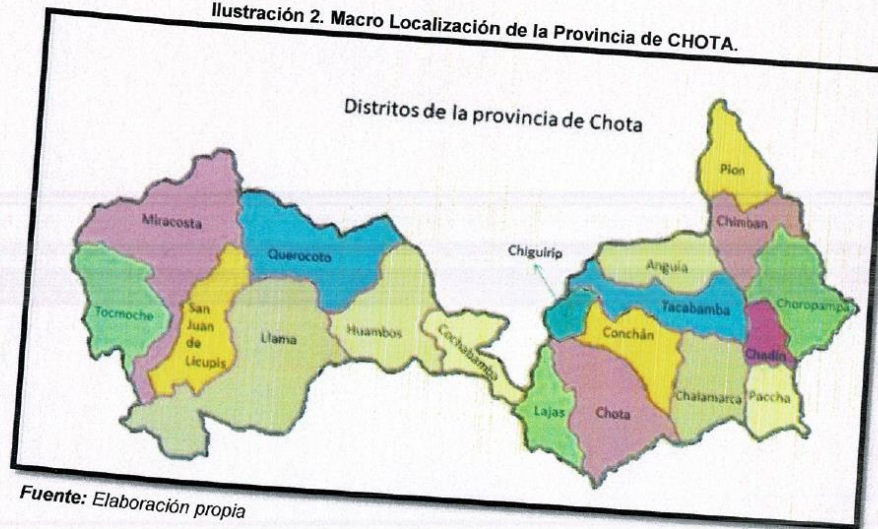 Ilustración 2. Macro Localización de la Provincia de CHOTA.
Distritos de la provincia de Chota
Pion
Miracosta
Chimban
Querocoto
Chiguirip
Anguia
Tocmoche
San
Juan
de
Licupis
Llama
Huambos
Cochabamba
Tacabamba
Choropampa
Conchán
Chadin
Lajas
Chota
Chalamarca
Paccha
Fuente: Elaboración propia